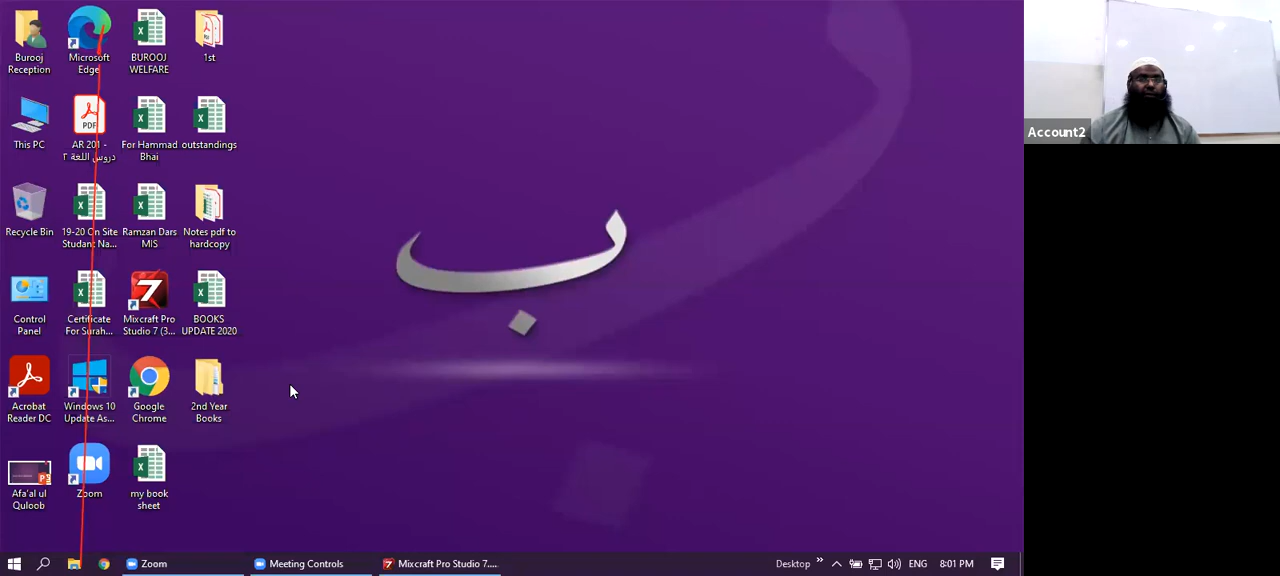 Burooj
Reception
Microsoft
Edge
BUROOJ
WELFARE
1st
This PC
AR 201 -
دروس اللغة ٢
For Hammad
Bhai
outstandings
Recycle Bin
19-20 On Site
Studant Na...
Ramzan Dars
MIS
Notes pdf to
hardcopy
Control
Panel
Certificate
For Surah...
Mixcraft Pro
Studio 7 (3...
BOOKS
UPDATE 2020
Acrobat
Reader DC
Windows 10
Update As...
Google
Chrome
2nd Year
Books
Afa'al ul
Quloob
Zoom
my book
sheet
PDF
ب
Account2
Zoom
Meeting Controls
Mixcraft Pro Studio 7....
Desktop
ENG
8:01 PM